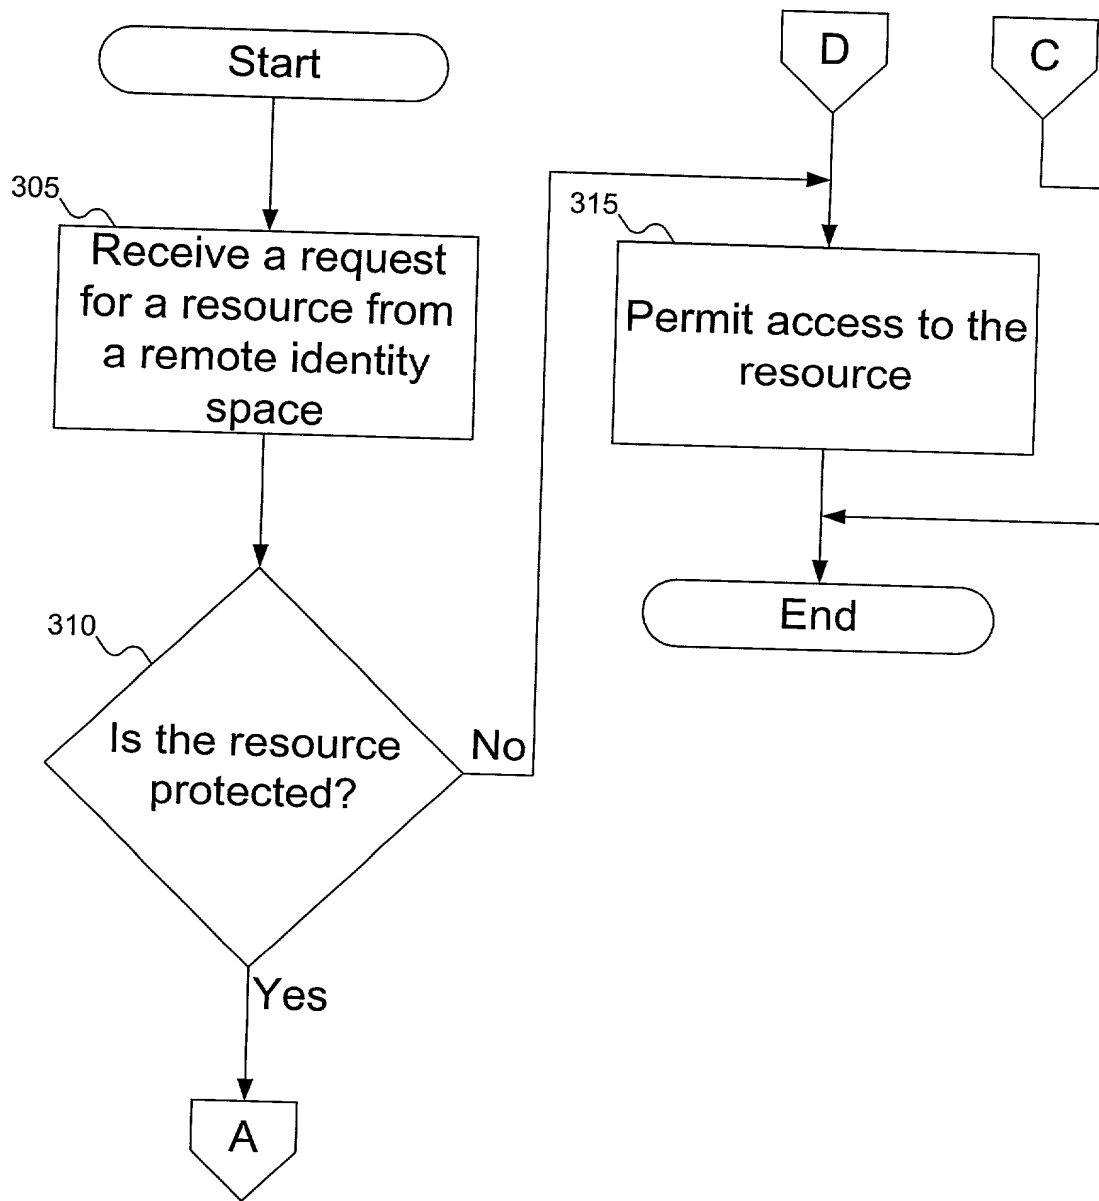 Start
305
Receive a request
for a resource from
a remote identity
space
310
Is the resource
protected?
No
Yes
A
D
C
315
Permit access to the
resource
End